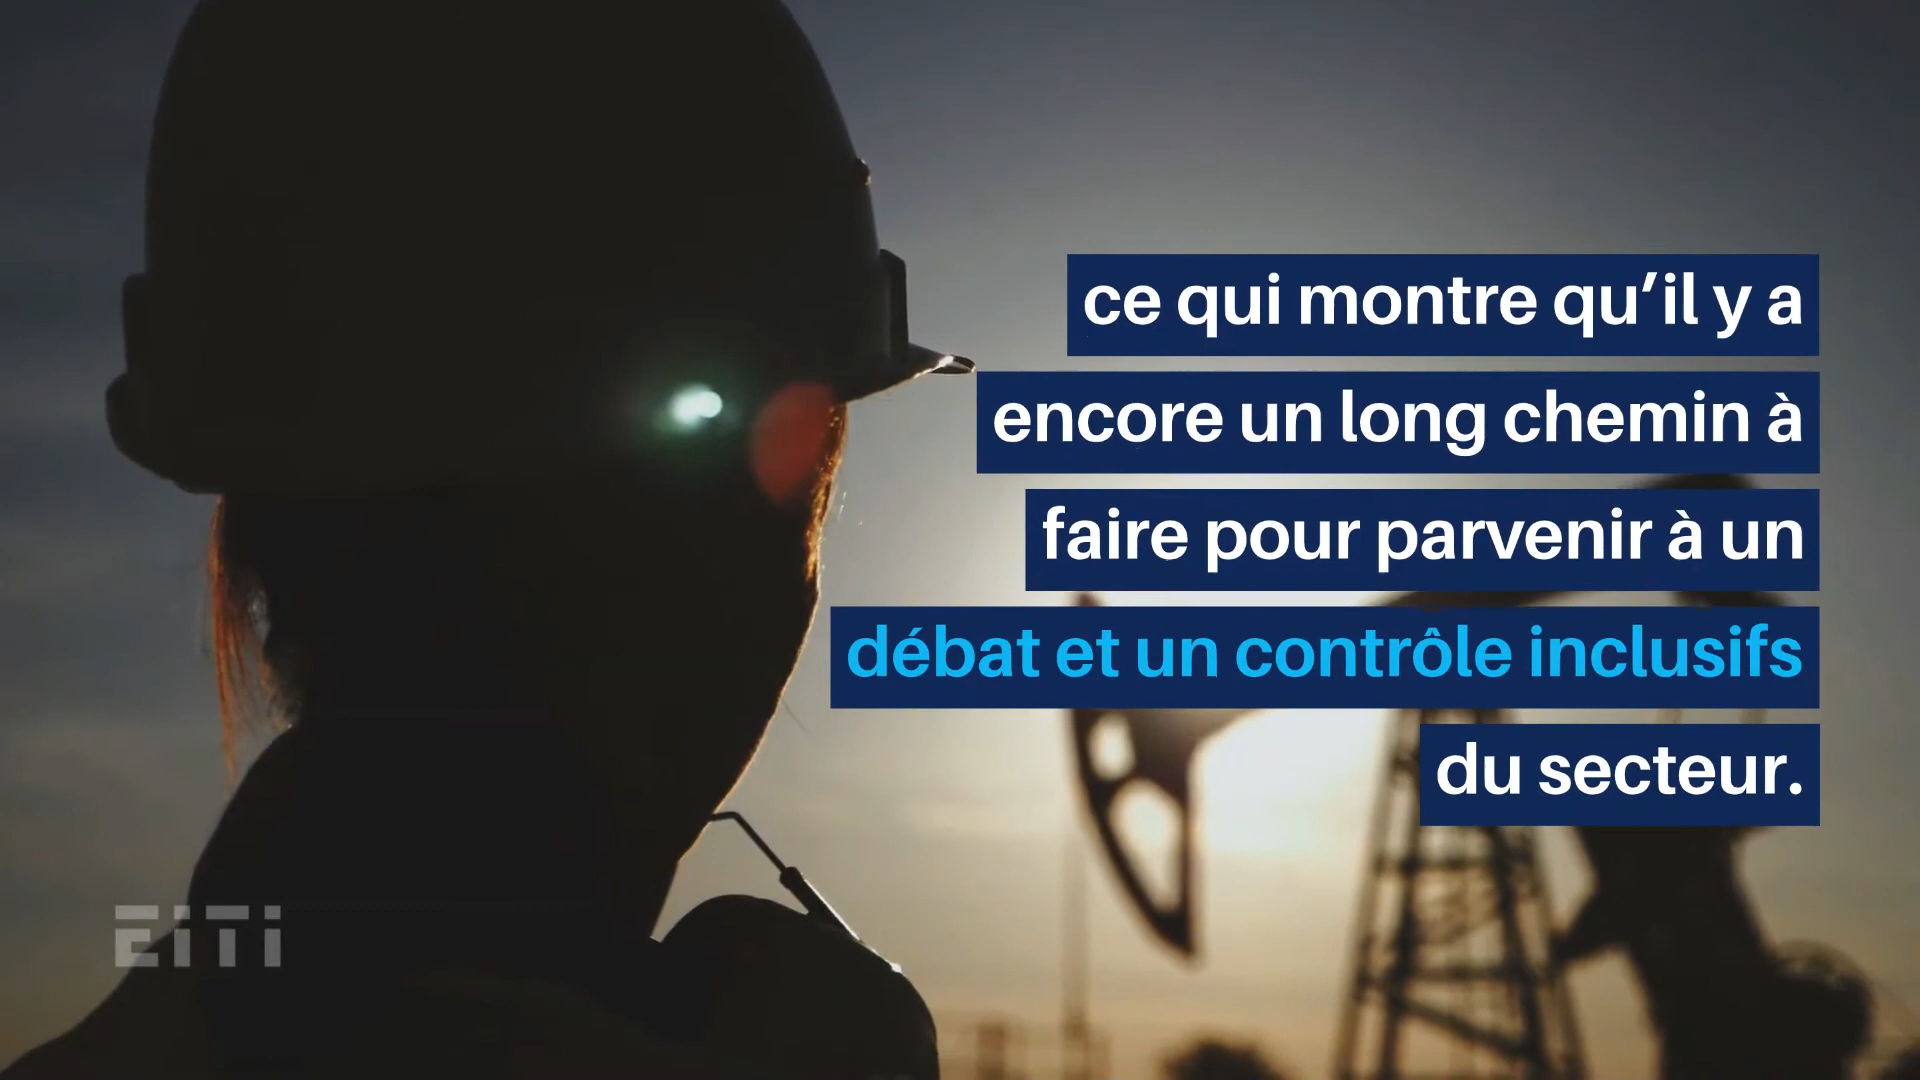 ce qui montre qu’il y a
encore un long chemin à
faire pour parvenir à un
débat et un contrôle inclusifs
du secteur.
EITI